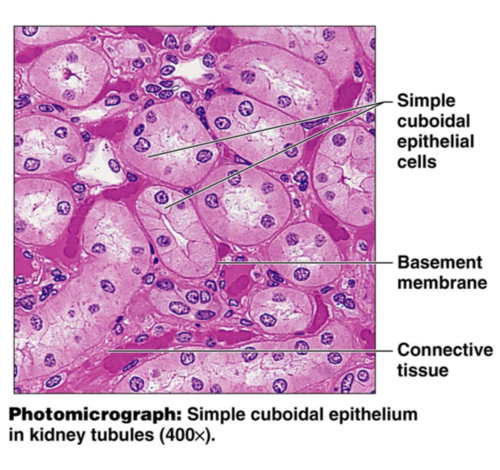 Simple
cuboidal
epithelial
cells
Basement
membrane
Connective
tissue
Photomicrograph: Simple cuboidal epithelium
in kidney tubules (400×).